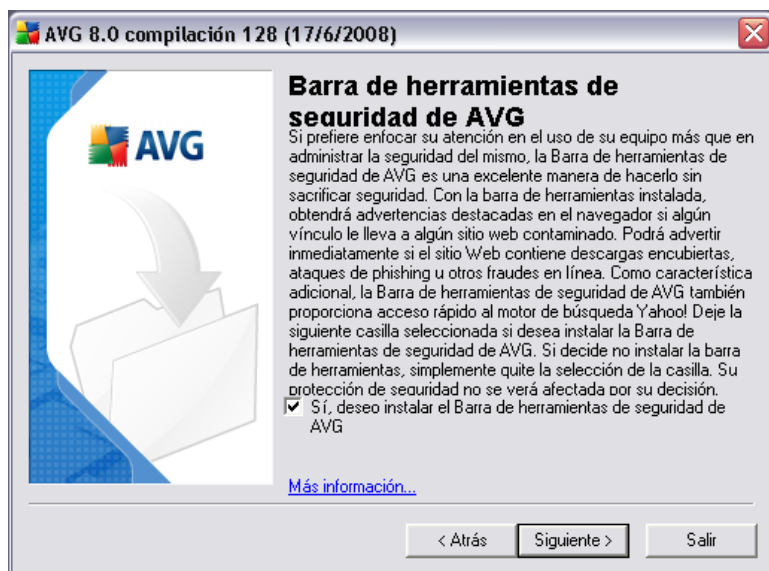 AVG 8.0 compilación 128 (17/6/2008)
AVG
Barra de herramientas de
seguridad de AVG
Si prefiere enfocar su atención en el uso de su equipo más que en
administrar la seguridad del mismo, la Barra de herramientas de
seguridad de AVG es una excelente manera de hacerlo sin
sacrificar seguridad. Con la barra de herramientas instalada,
obtendrá advertencias destacadas en el navegador si algún
vínculo le lleva a algún sitio web contaminado. Podrá advertir
inmediatamente si el sitio Web contiene descargas encubiertas,
ataques de phishing u otros fraudes en línea. Como característica
adicional, la Barra de herramientas de seguridad de AVG también
proporciona acceso rápido al motor de búsqueda Yahoo! Deje la
siguiente casilla seleccionada si desea instalar la Barra de
herramientas de seguridad de AVG. Si decide no instalar la barra
de herramientas, simplemente quite la selección de la casilla. Su
protección de seguridad no se verá afectada por su decisión.
Sí, deseo instalar el Barra de herramientas de seguridad de
AVG
Más información...
< Atrás
Siguiente >
Salir